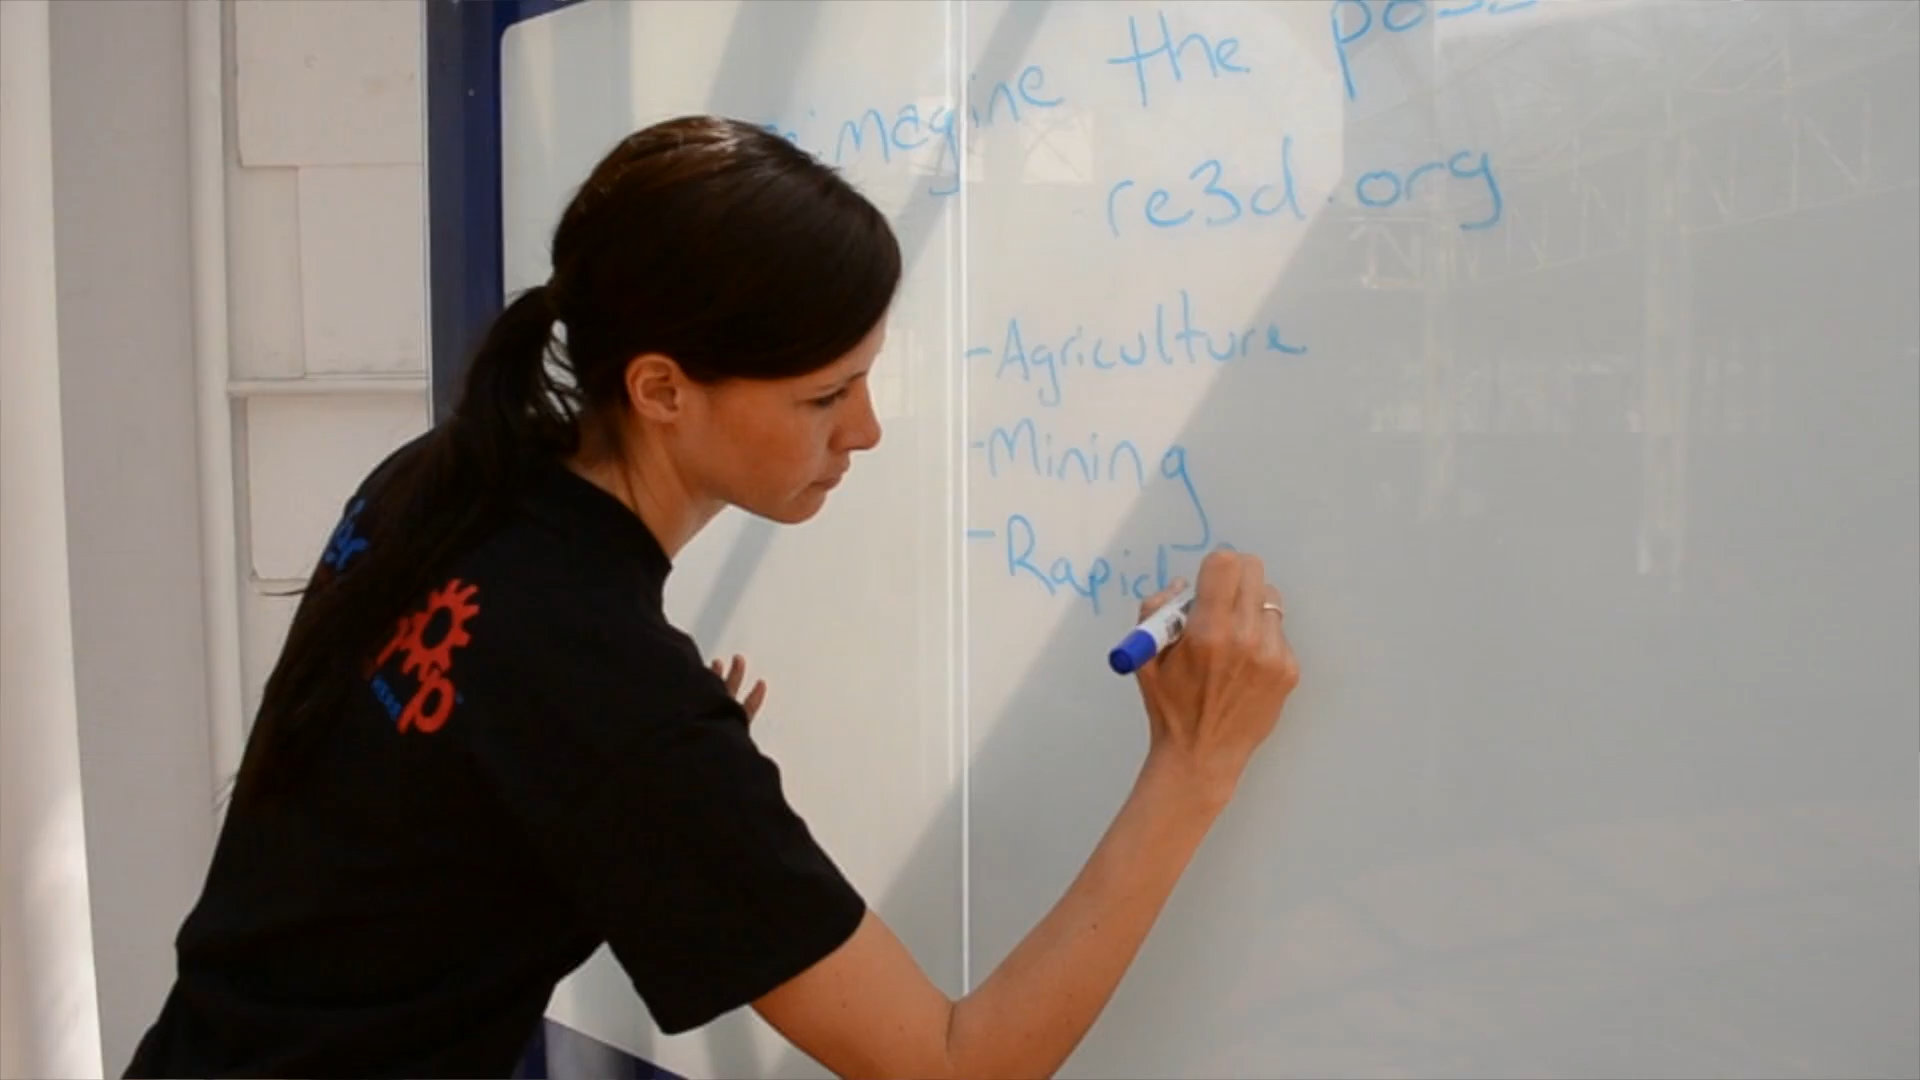 imagine the
re3d.org
-Agriculture
-Mining
-Rapid